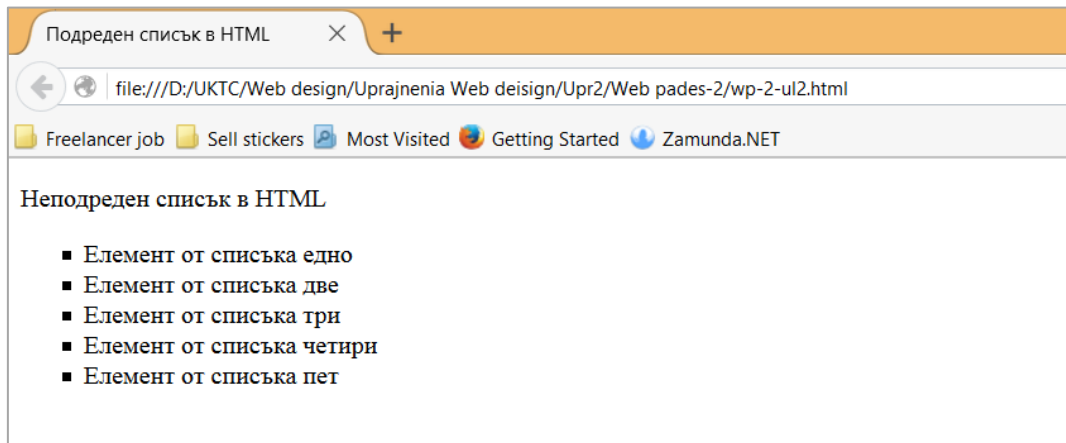 Подреден списък в HTML
file:///D:/UKTC/Web design/Uprajnenia Web deisign/Upr2/Web pades-2/wp-2-ul2.html
Freelancer job Sell stickers Most Visited Getting Started Zamunda.NET
Неподреден списък в HTML
Елемент от списъка едно
Елемент от списъка две
Елемент от списъка три
Елемент от списъка четири
Елемент от списъка пет